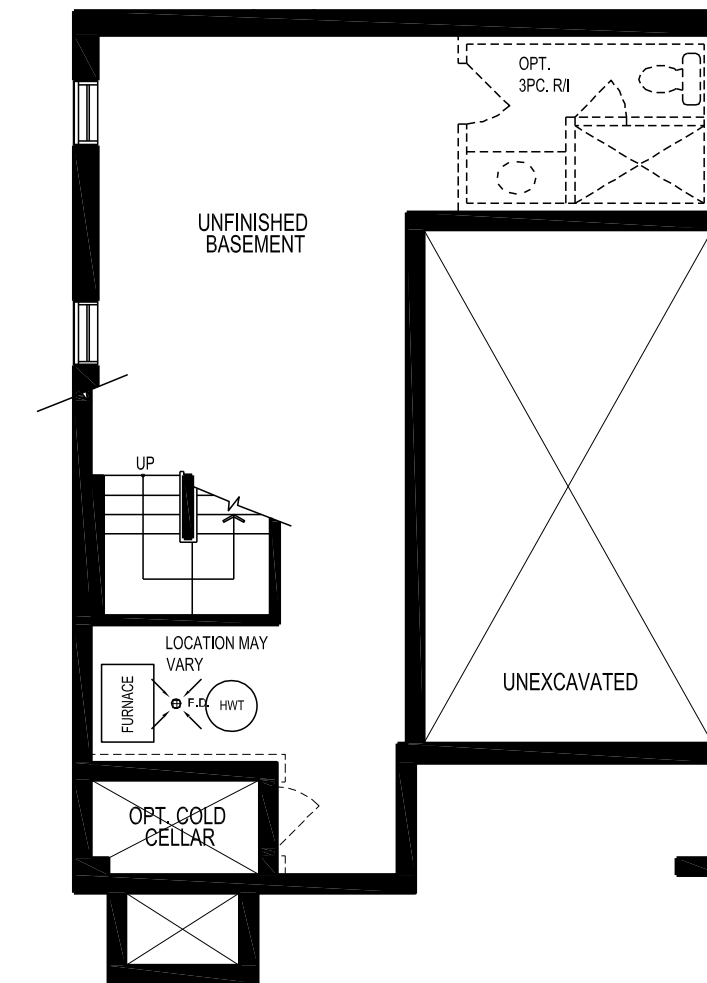 OPT.
3PC. R/I
UNFINISHED
BASEMENT
UP
LOCATION MAY
VARY
FURNACE
F.D.
HWT
UNEXCAVATED
OPT. COLD
CELLAR